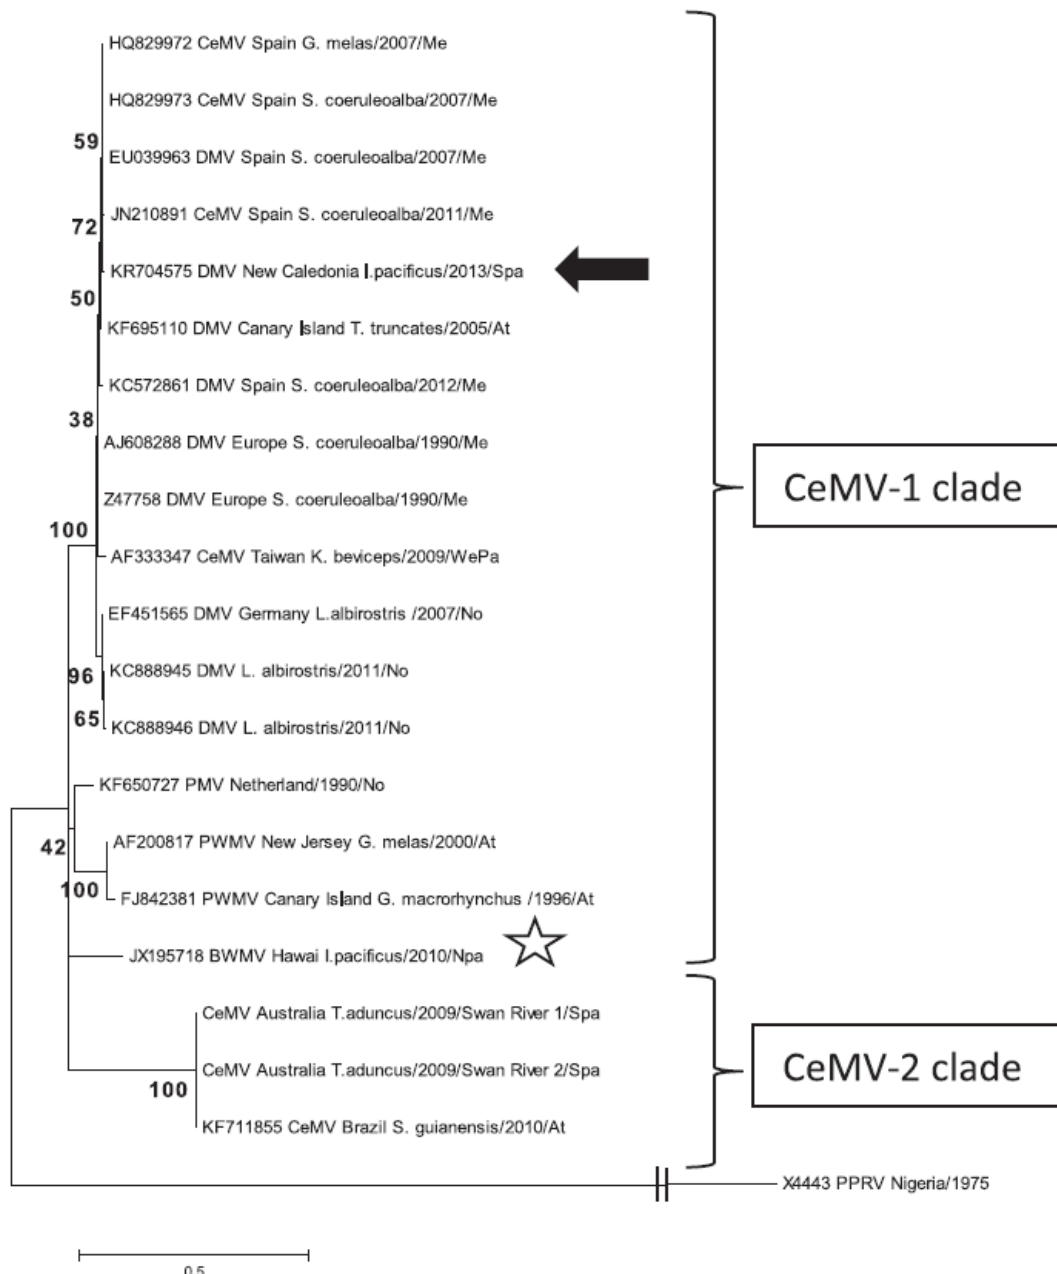 HQ829972 CeMV Spain G. melas/2007/Me
HQ829973 CeMV Spain S. coeruleoalba/2007/Me
59
EU039963 DMV Spain S. coeruleoalba/2007/Me
JN210891 CeMV Spain S. coeruleoalba/2011/Me
72
KR704575 DMV New Caledonia I.pacificus/2013/Spa
50
KF695110 DMV Canary Island T. truncates/2005/At
KC572861 DMV Spain S. coeruleoalba/2012/Me
38
AJ608288 DMV Europe S. coeruleoalba/1990/Me
CeMV-1 clade
Z47758 DMV Europe S. coeruleoalba/1990/Me
100
AF333347 CeMV Taiwan K. beviceps/2009/WePa
EF451565 DMV Germany L.albirostris /2007/No
KC888945 DMV L. albirostris/2011/No
96
65
KC888946 DMV L. albirostris/2011/No
KF650727 PMV Netherland/1990/No
AF200817 PWMV New Jersey G. melas/2000/At
42
100
FJ842381 PWMV Canary Island G. macrorhynchus /1996/At
JX195718 BWMV Hawai I.pacificus/2010/Npa
CeMV Australia T.aduncus/2009/Swan River 1/Spa
CeMV Australia T.aduncus/2009/Swan River 2/Spa
CeMV-2 clade
100
KF711855 CeMV Brazil S. guianensis/2010/At
X4443 PPRV Nigeria/1975
0.5